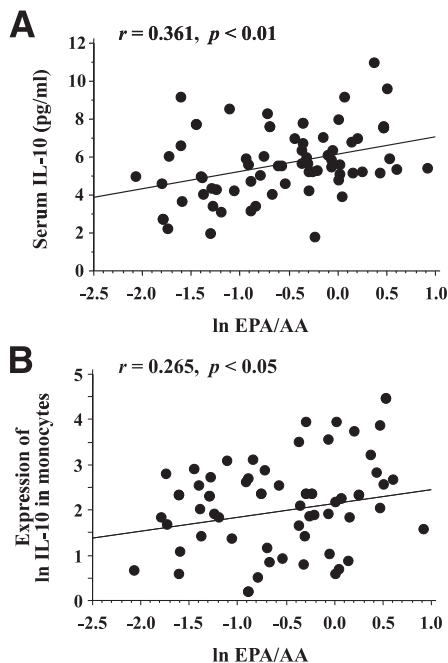 A
r = 0.361, p < 0.01
Serum IL-10 (pg/ml)
12
10
8
6
4
2
0
-2.5 -2.0 -1.5 -1.0 -0.5 0.0 0.5 1.0
ln EPA/AA
B
r = 0.265, p < 0.05
Expression of
ln IL-10 in monocytes
5
4
3
2
1
0
-2.5 -2.0 -1.5 -1.0 -0.5 0.0 0.5 1.0
ln EPA/AA